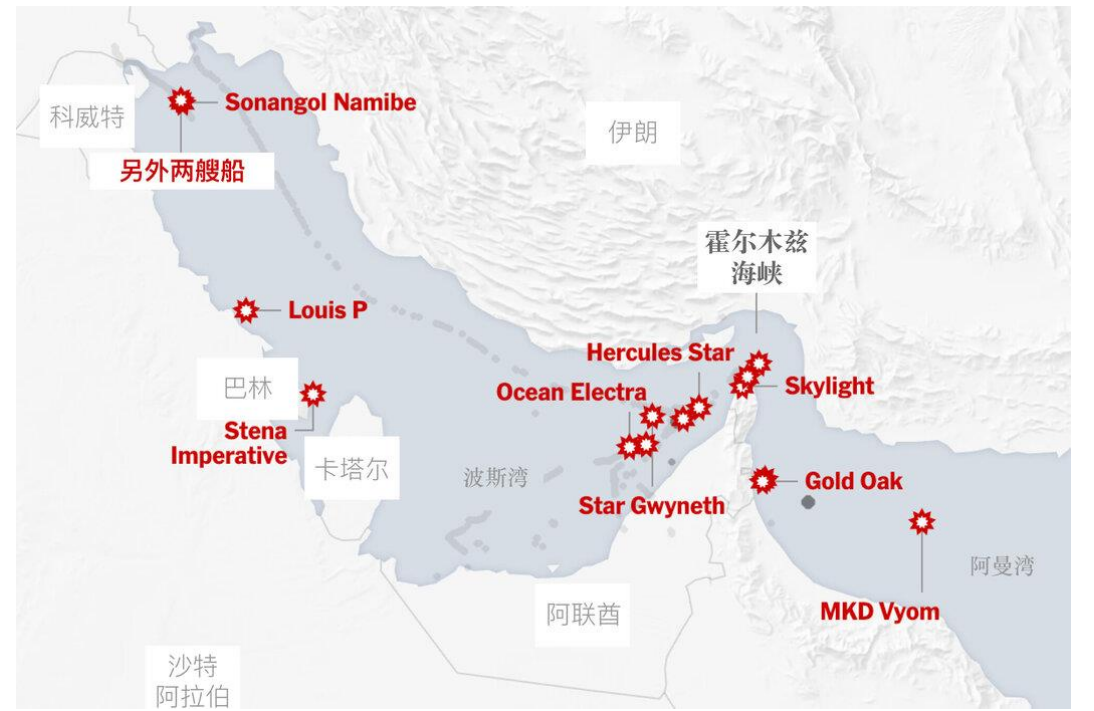 Sonangol Namibe
科威特
伊朗
另外两艘船
霍尔木兹
海峡
Louis P
Hercules Star
巴林
Ocean Electra
Skylight
Stena
Imperative
卡塔尔
波斯湾
Gold Oak
Star Gwyneth
阿曼湾
阿联酋
MKD Vyom
沙特
阿拉伯